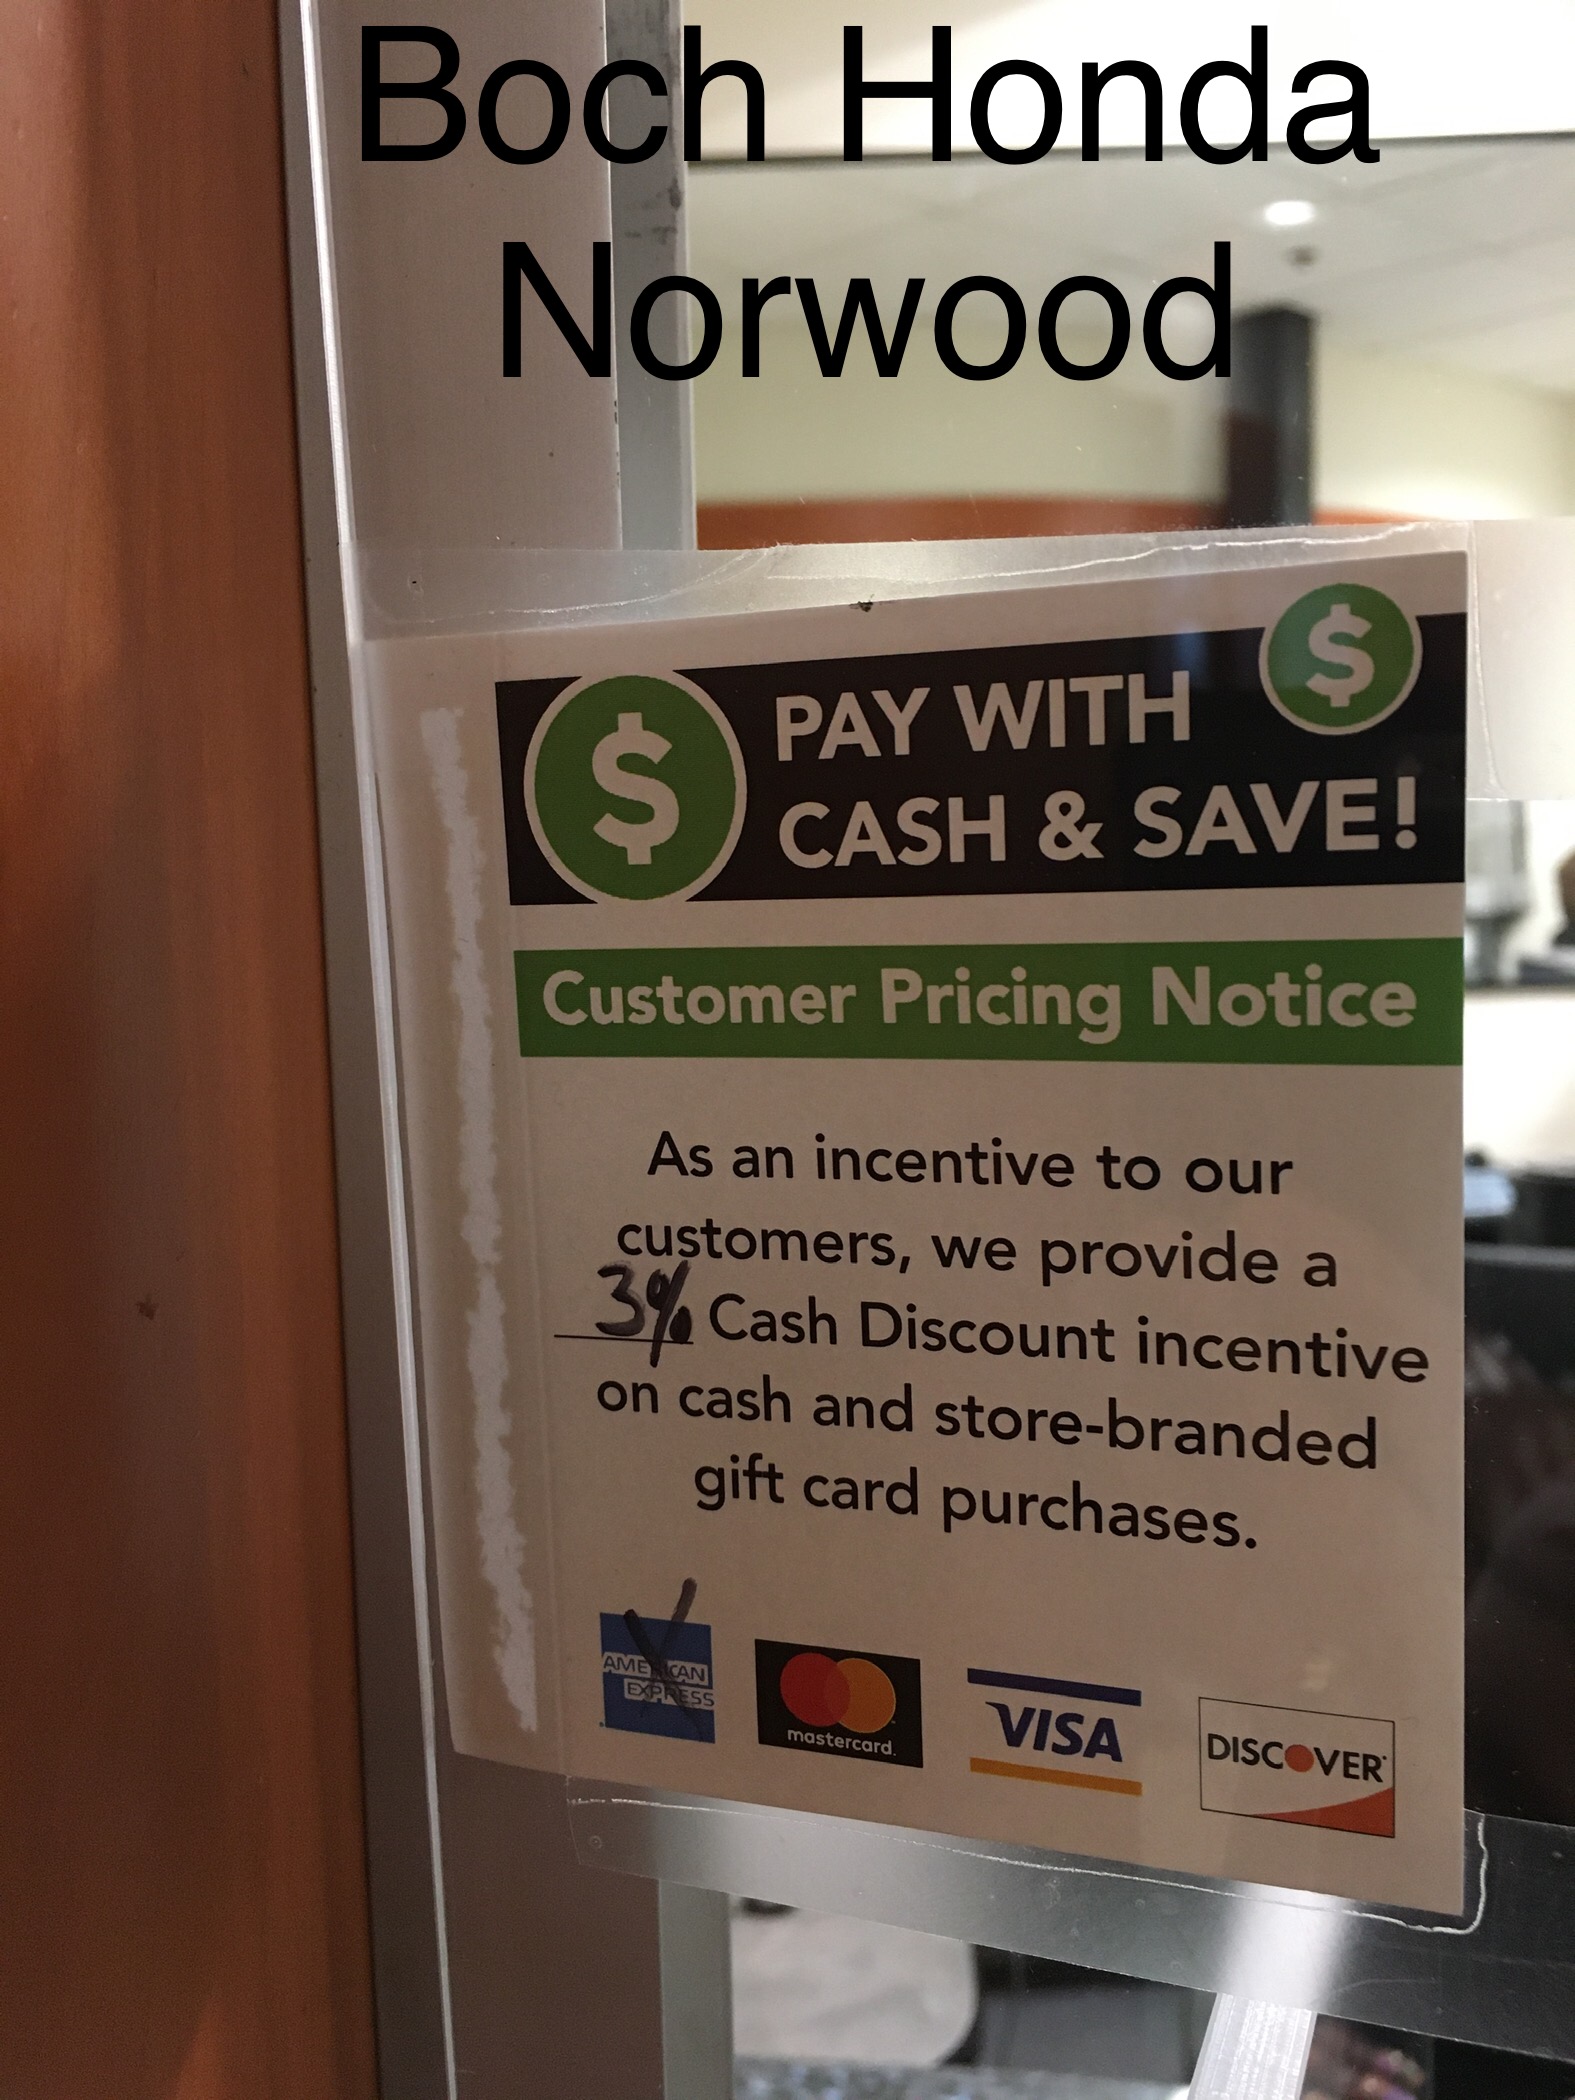 Boch Honda
Norwood
$ PAY WITH $
CASH & SAVE!
Customer Pricing Notice
As an incentive to our
customers, we provide a
3% Cash Discount incentive
on cash and store-branded
gift card purchases.
AMERICAN
EXPRESS
mastercard.
VISA
DISCOVER